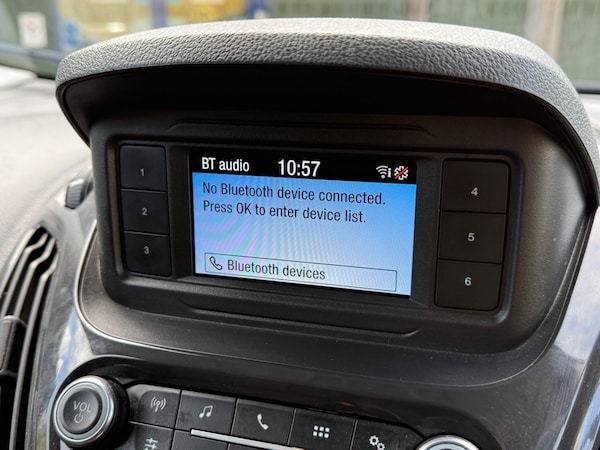 BT audio 10:57
No Bluetooth device connected.
Press OK to enter device list.
Bluetooth devices
1
2
3
4
5
6
VOL